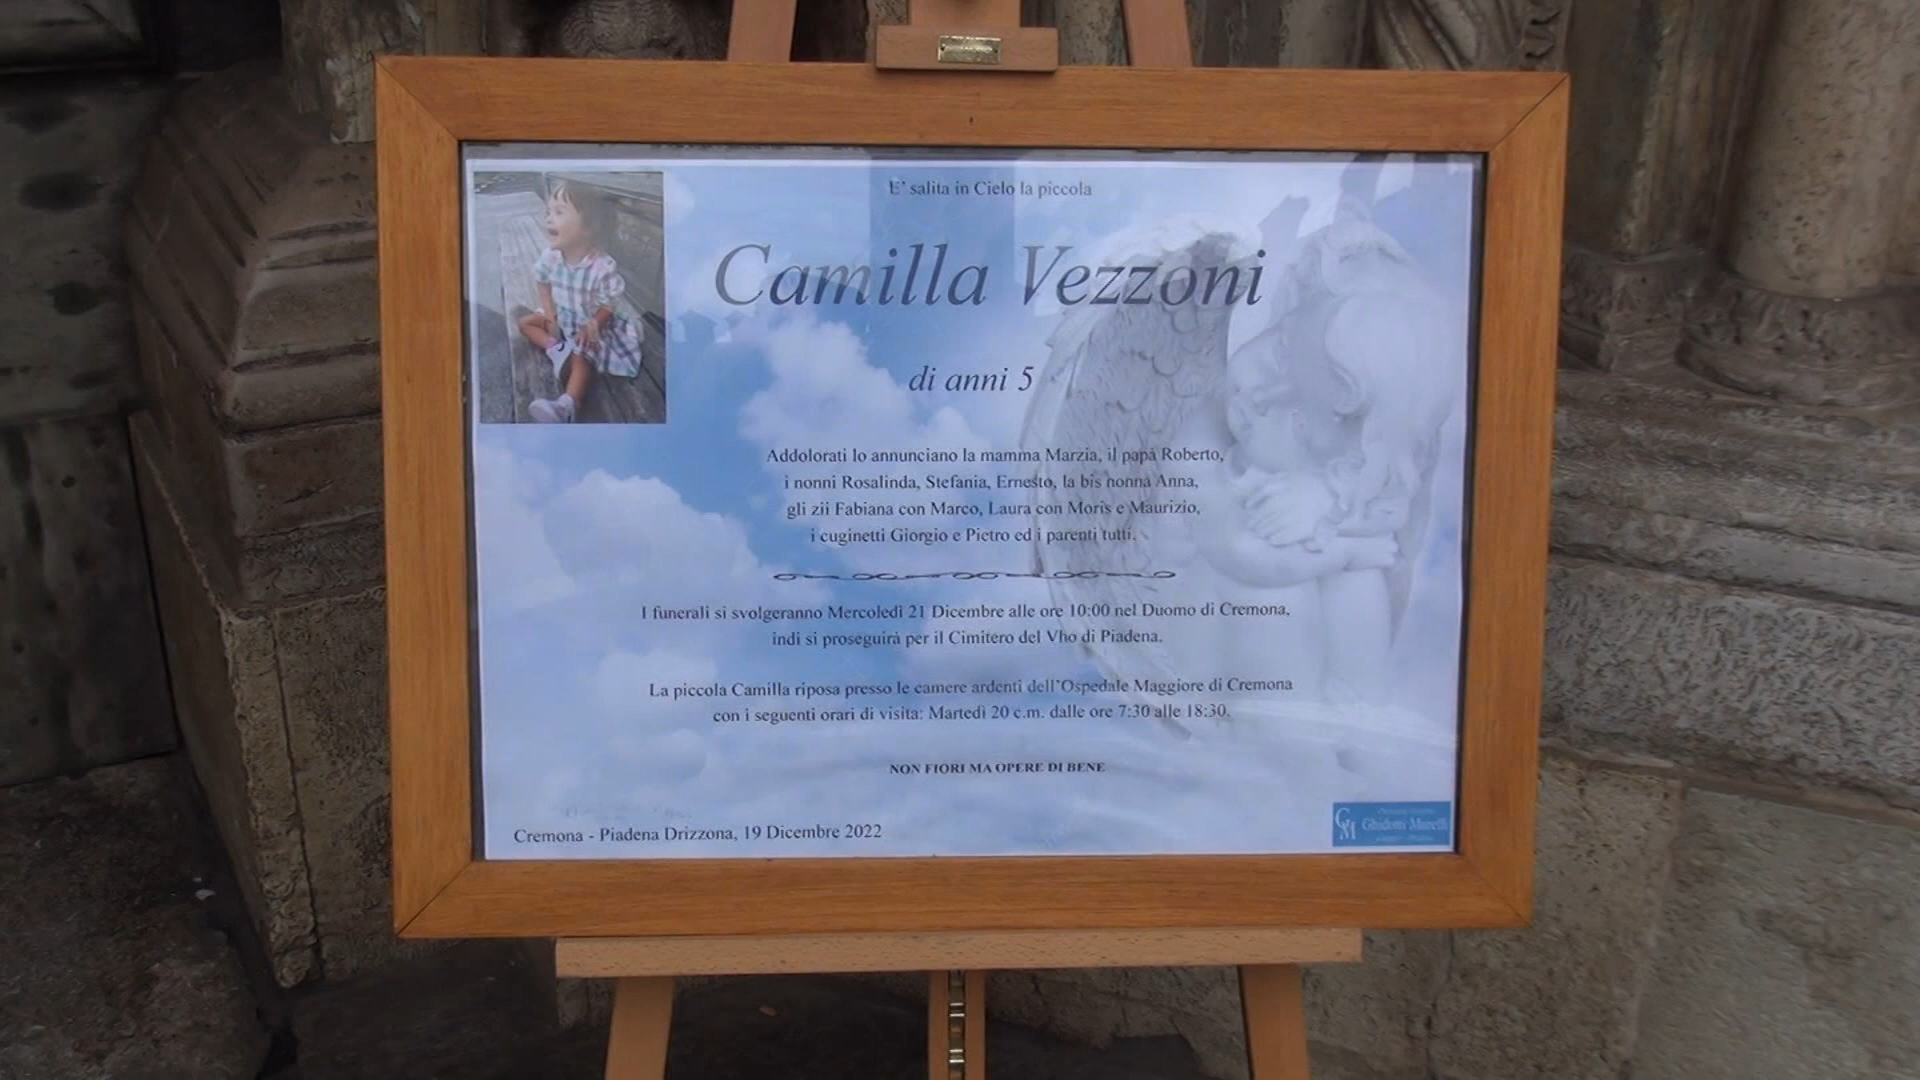 E' salita in Cielo la piccola
Camilla Vezzoni
di anni 5
Addolorati lo annunciano la mamma Marzia, il papà Roberto,
i nonni Rosalinda, Stefania, Ernesto, la bis nonna Anna,
gli zii Fabiana con Marco, Laura con Moris e Maurizio,
i cuginetti Giorgio e Pietro ed i parenti tutti.
I funerali si svolgeranno Mercoledì 21 Dicembre alle ore 10:00 nel Duomo di Cremona,
indi si proseguirà per il Cimitero del Vho di Piadena.
La piccola Camilla riposa presso le camere ardenti dell'Ospedale Maggiore di Cremona
con i seguenti orari di visita: Martedì 20 c.m. dalle ore 7:30 alle 18:30.
NON FIORI MA OPERE DI BENE
Cremona - Piadena Drizzona, 19 Dicembre 2022
GM
Ghidotti